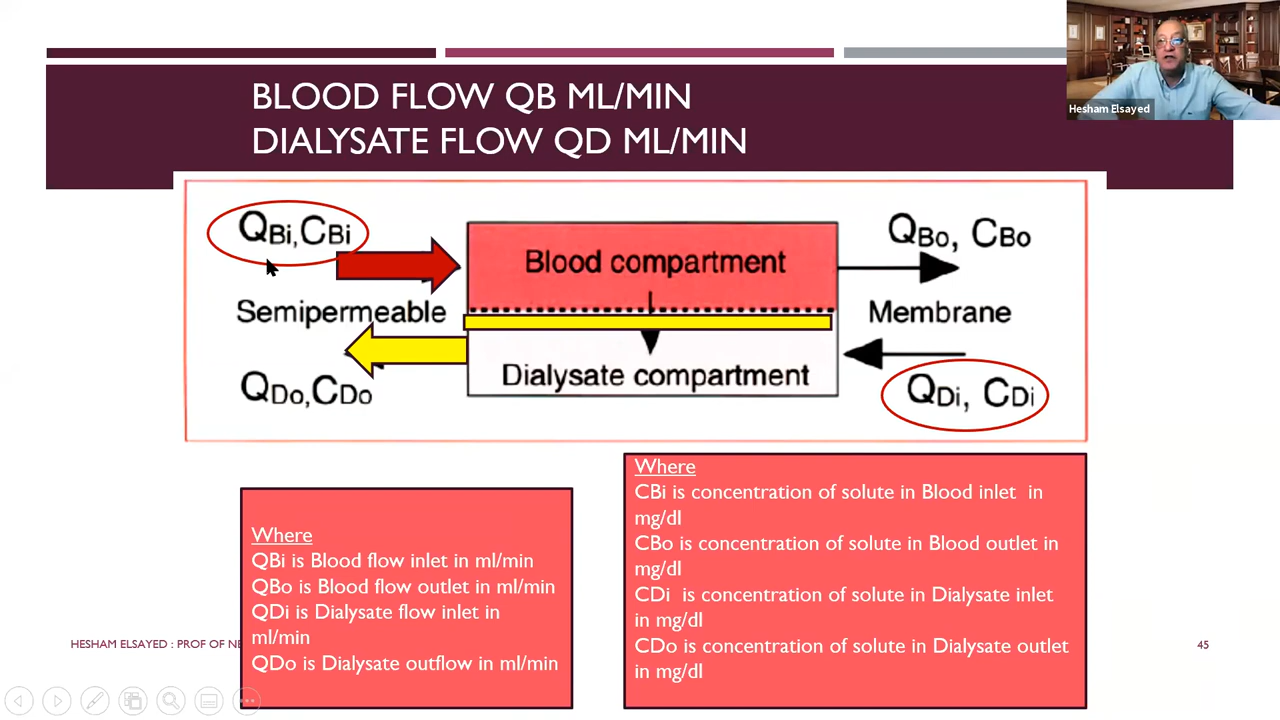 BLOOD FLOW QB ML/MIN
DIALYSATE FLOW QD ML/MIN
Hesham Elsayed
QBi,CBi
QBo, CBo
Blood compartment
Semipermeable
Membrane
Dialysate compartment
QDo,CDo
QDi, CDi
Where
QBi is Blood flow inlet in ml/min
QBo is Blood flow outlet in ml/min
QDi is Dialysate flow inlet in
ml/min
QDo is Dialysate outflow in ml/min
Where
CBi is concentration of solute in Blood inlet in
mg/dl
CBo is concentration of solute in Blood outlet in
mg/dl
CDi is concentration of solute in Dialysate inlet
in mg/dl
CDo is concentration of solute in Dialysate outlet
in mg/dl
HESHAM ELSAYED : PROF OF NE
45